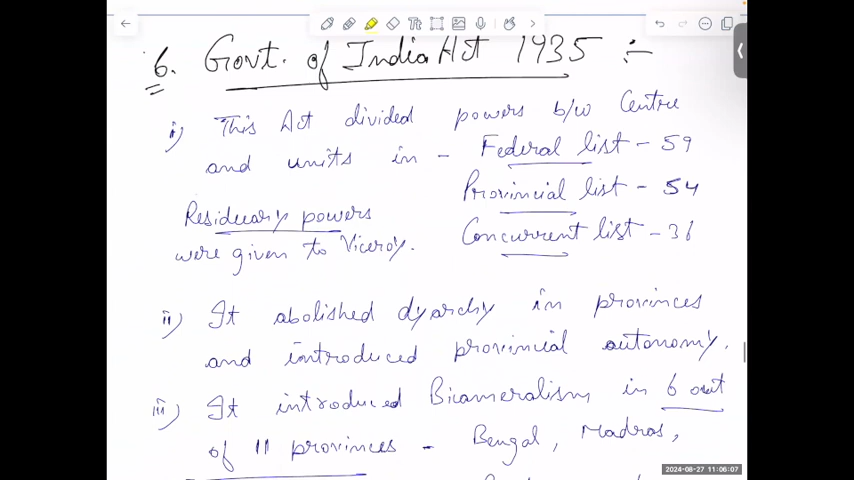 6. Govt. of India Act 1935 :-
i) This Act divided powers b/w Centre
and units in - Federal list - 59
Provincial list - 54
Residuary powers
were given to Viceroy.
Concurrent list - 36
ii) It abolished dyarchy in provinces
and introduced provincial autonomy.
iii) It introduced Bicameralism in 6 out
of 11 provinces - Bengal, Madras,
2024-08-27 11:06:07